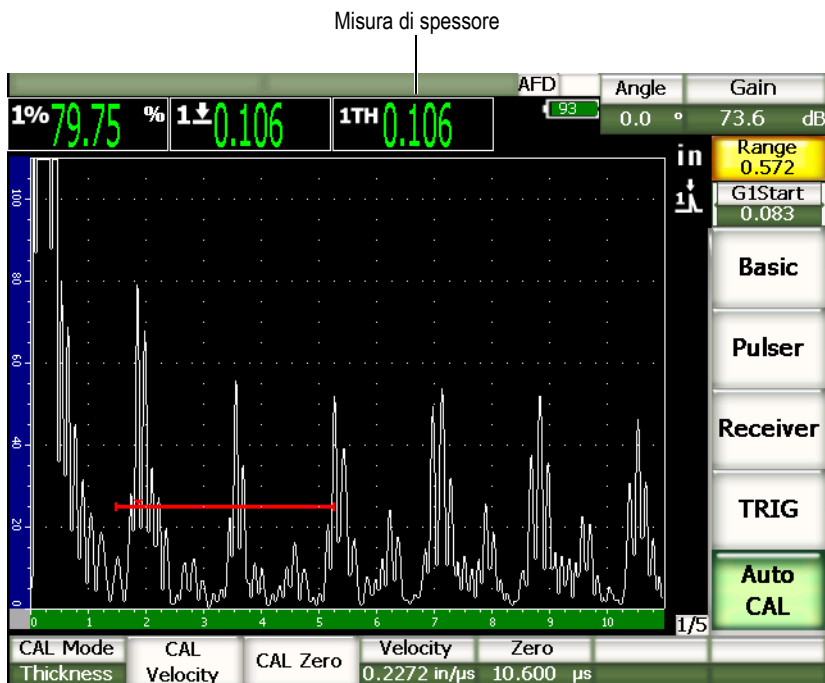 Misura di spessore
AFD
Angle
Gain
1% 79.75 %
1 0.106
1TH 0.106
93
0.0 °
73.6 dB
in
Range
0.572
1
G1Start
0.083
Basic
Pulser
Receiver
TRIG
Auto
CAL
100
80
60
40
20
0
0 1 2 3 4 5 6 7 8 9 10
1/5
CAL Mode
Thickness
CAL
Velocity
CAL Zero
Velocity
0.2272 in/µs
Zero
10.600 µs